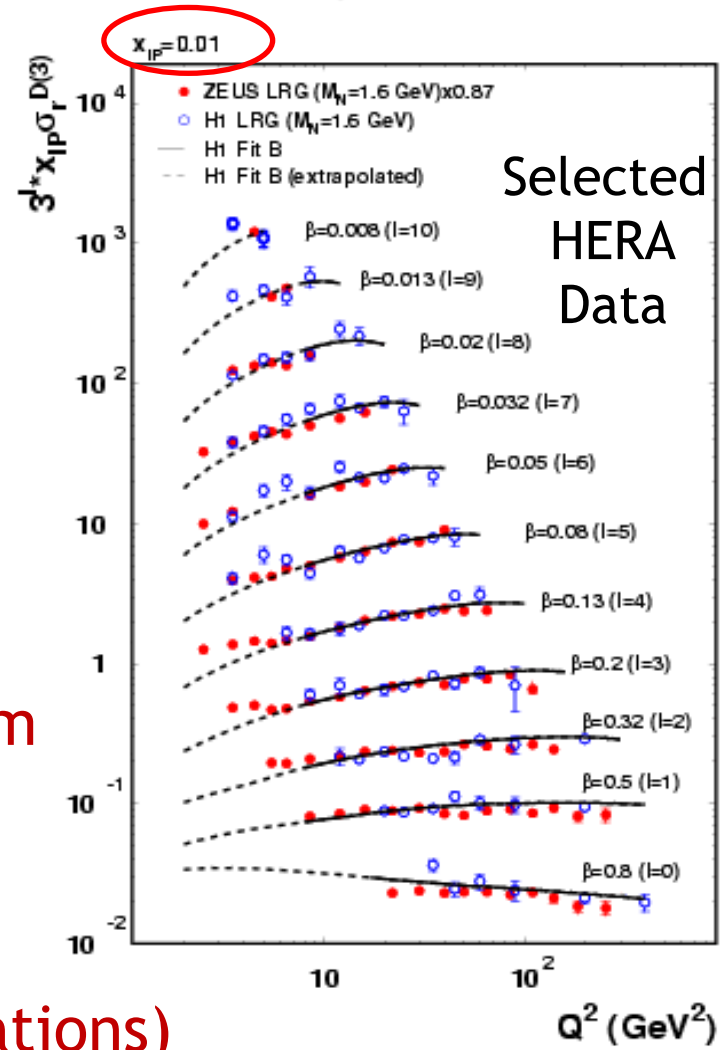 x_IP=0.01
3^l*x_IPσ_r^D(3)
ZEUS LRG (M_N=1.6 GeV)x0.87
H1 LRG (M_N=1.6 GeV)
H1 Fit B
H1 Fit B (extrapolated)
Selected
HERA
Data
10^4
10^3
10^2
10
1
10^-1
10^-2
β=0.008 (l=10)
β=0.013 (l=9)
β=0.02 (l=8)
β=0.032 (l=7)
β=0.05 (l=6)
β=0.08 (l=5)
β=0.13 (l=4)
β=0.2 (l=3)
β=0.32 (l=2)
β=0.5 (l=1)
β=0.8 (l=0)
m
10
10^2
Q^2 (GeV^2)
ations)